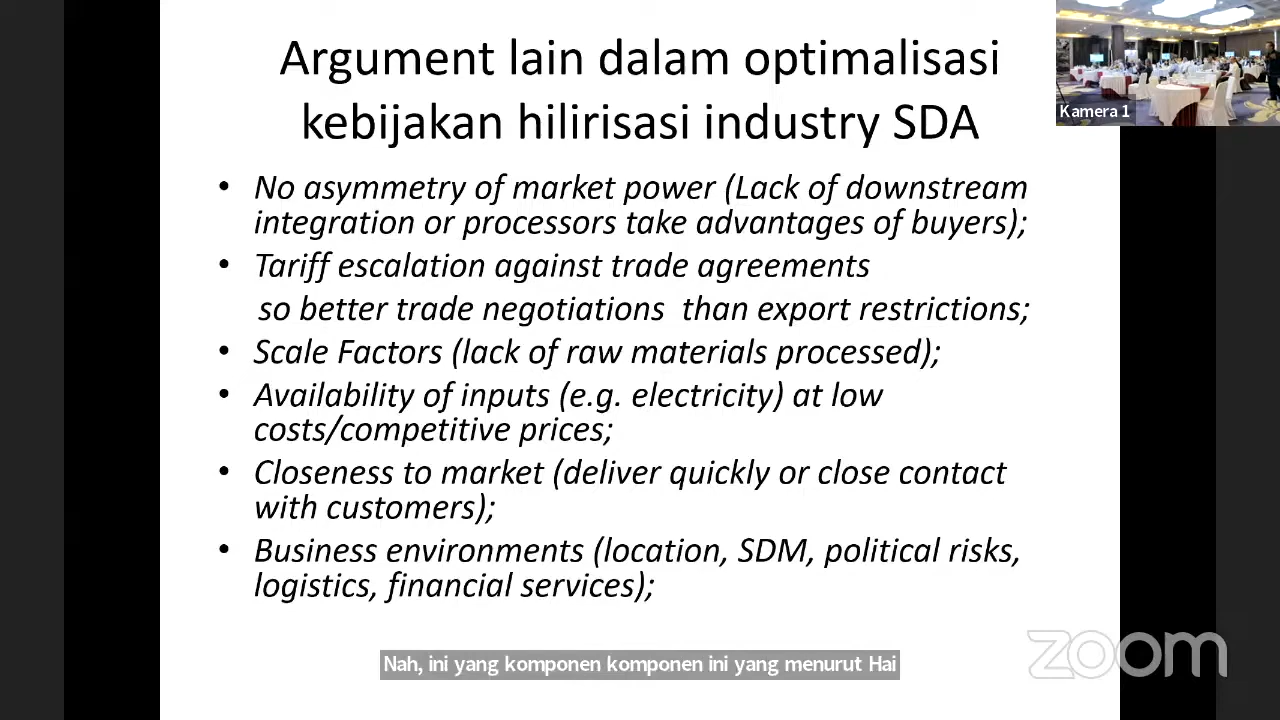 Argument lain dalam optimalisasi
kebijakan hilirisasi industry SDA
Kamera 1
• No asymmetry of market power (Lack of downstream
integration or processors take advantages of buyers);
• Tariff escalation against trade agreements
so better trade negotiations than export restrictions;
• Scale Factors (lack of raw materials processed);
• Availability of inputs (e.g. electricity) at low
costs/competitive prices;
• Closeness to market (deliver quickly or close contact
with customers);
• Business environments (location, SDM, political risks,
logistics, financial services);
Nah, ini yang komponen komponen ini yang menurut Hai
zoom